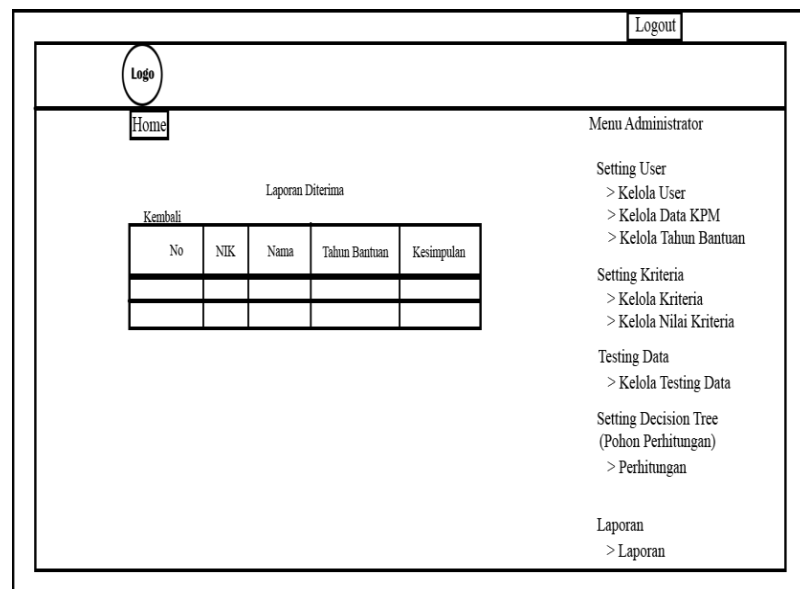 Logout
Logo
Home
Menu Administrator
Setting User
> Kelola User
> Kelola Data KPM
> Kelola Tahun Bantuan
Setting Kriteria
> Kelola Kriteria
> Kelola Nilai Kriteria
Testing Data
> Kelola Testing Data
Setting Decision Tree
(Pohon Perhitungan)
> Perhitungan
Laporan
> Laporan
Laporan Diterima
Kembali
No NIK Nama Tahun Bantuan Kesimpulan